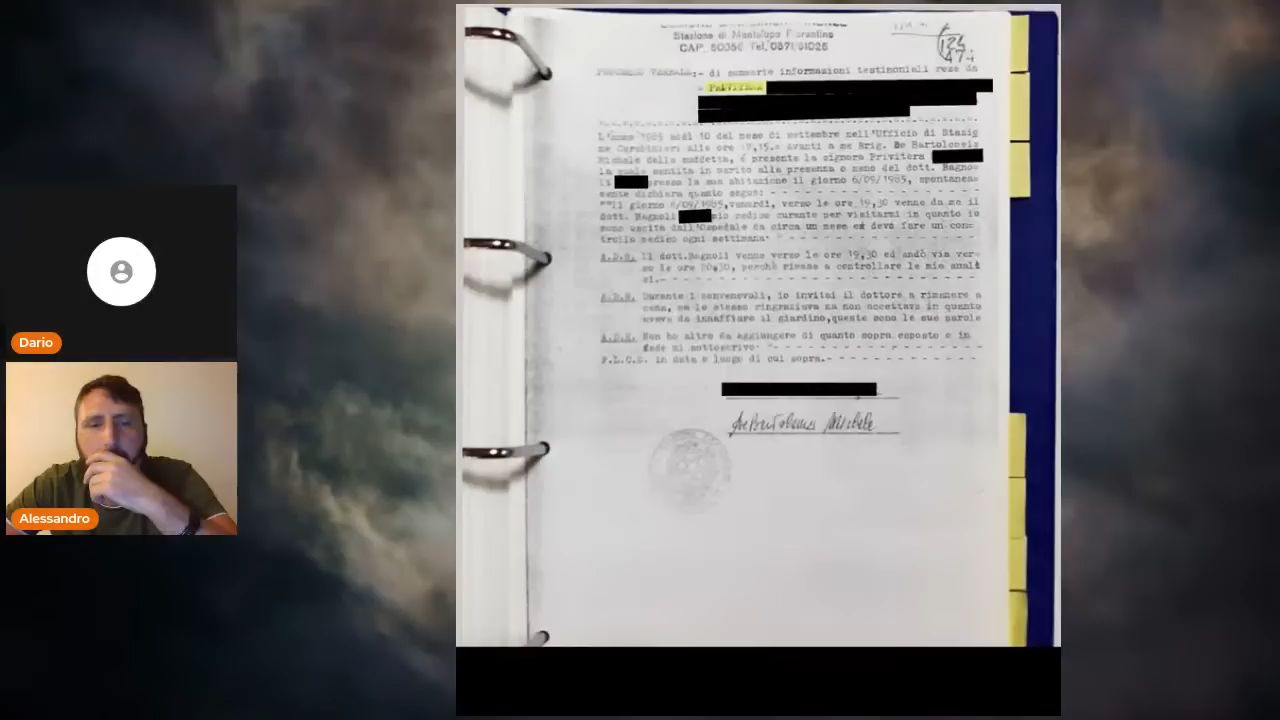 Stazione di Montelupo Fiorentino
CAP. 50056 Tel. 0571/51025
124
474
PROCESSO VERBALE:- di sommarie informazioni testimoniali rese da
PRIVITERA
L'anno 1985 addì 10 del mese di settembre nell'Ufficio di Stazio
ne Carabinieri alle ore 17,15.- avanti a me Brig. De Bartolomeis
Michele della suddetta, é presente la signora Privitera
la quale sentita in merito alla presenza o meno del dott. Bagno=
li presso la sua abitazione il giorno 6/09/1985, spontanea=
mente dichiara quanto segue:
""Il giorno 6/09/1985, venerdì, verso le ore 19,30 venne da me il
dott. Bagnoli mio medico curante per visitarmi in quanto io
sono uscita dall'Ospedale da circa un mese ed devo fare un con=
trollo medico ogni settimana
A.D.R. Il dott.Bagnoli venne verso le ore 19,30 ed andò via ver=
so le ore 20,30, perchè rimase a controllare le mie anali
si.-
A.D.R. Durante i convenevoli, io invitai il dottore a rimanere a
cena, ma lo stesso ringraziava ma non accettava in quanto
aveva da innaffiare il giardino,queste sono le sue parole
A.D.R. Non ho altro da aggiungere di quanto sopra esposto e in
fede mi sottoscrivo
F.L.C.S. in data e luogo di cui sopra.-
Dario
Alessandro